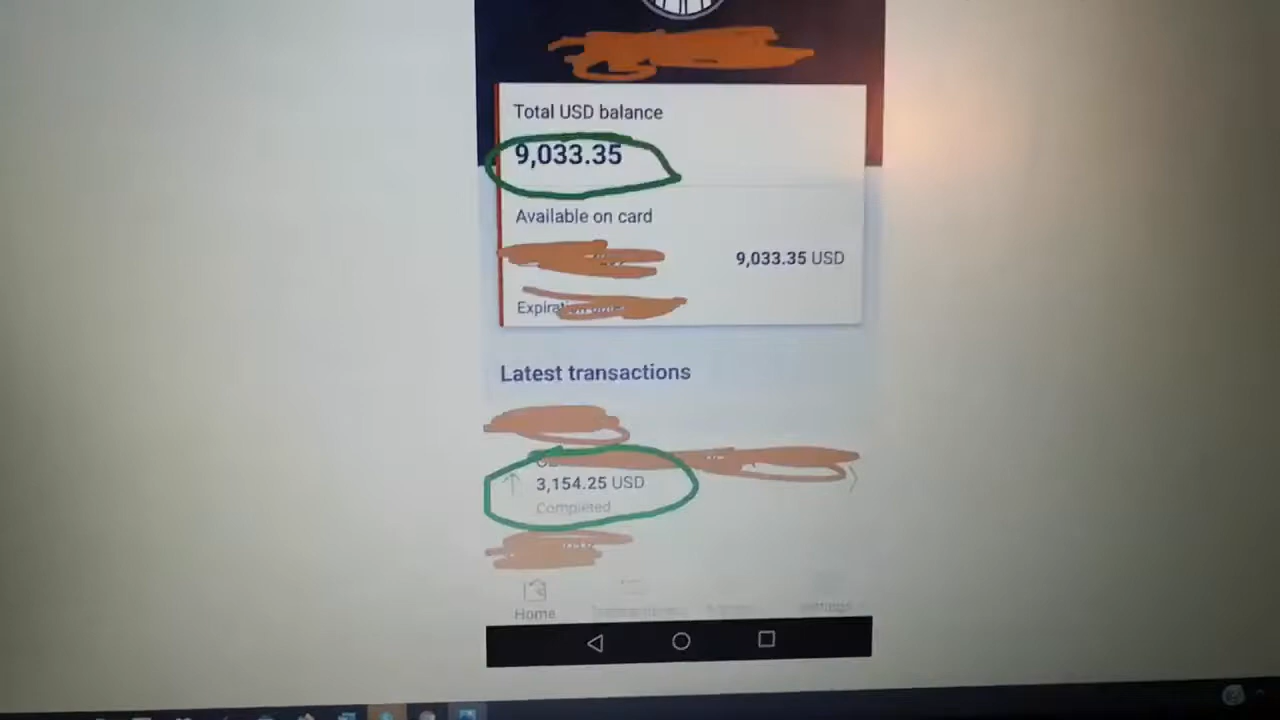 Total USD balance
9,033.35
Available on card
9,033.35 USD
Latest transactions
3,154.25 USD
Completed
Home